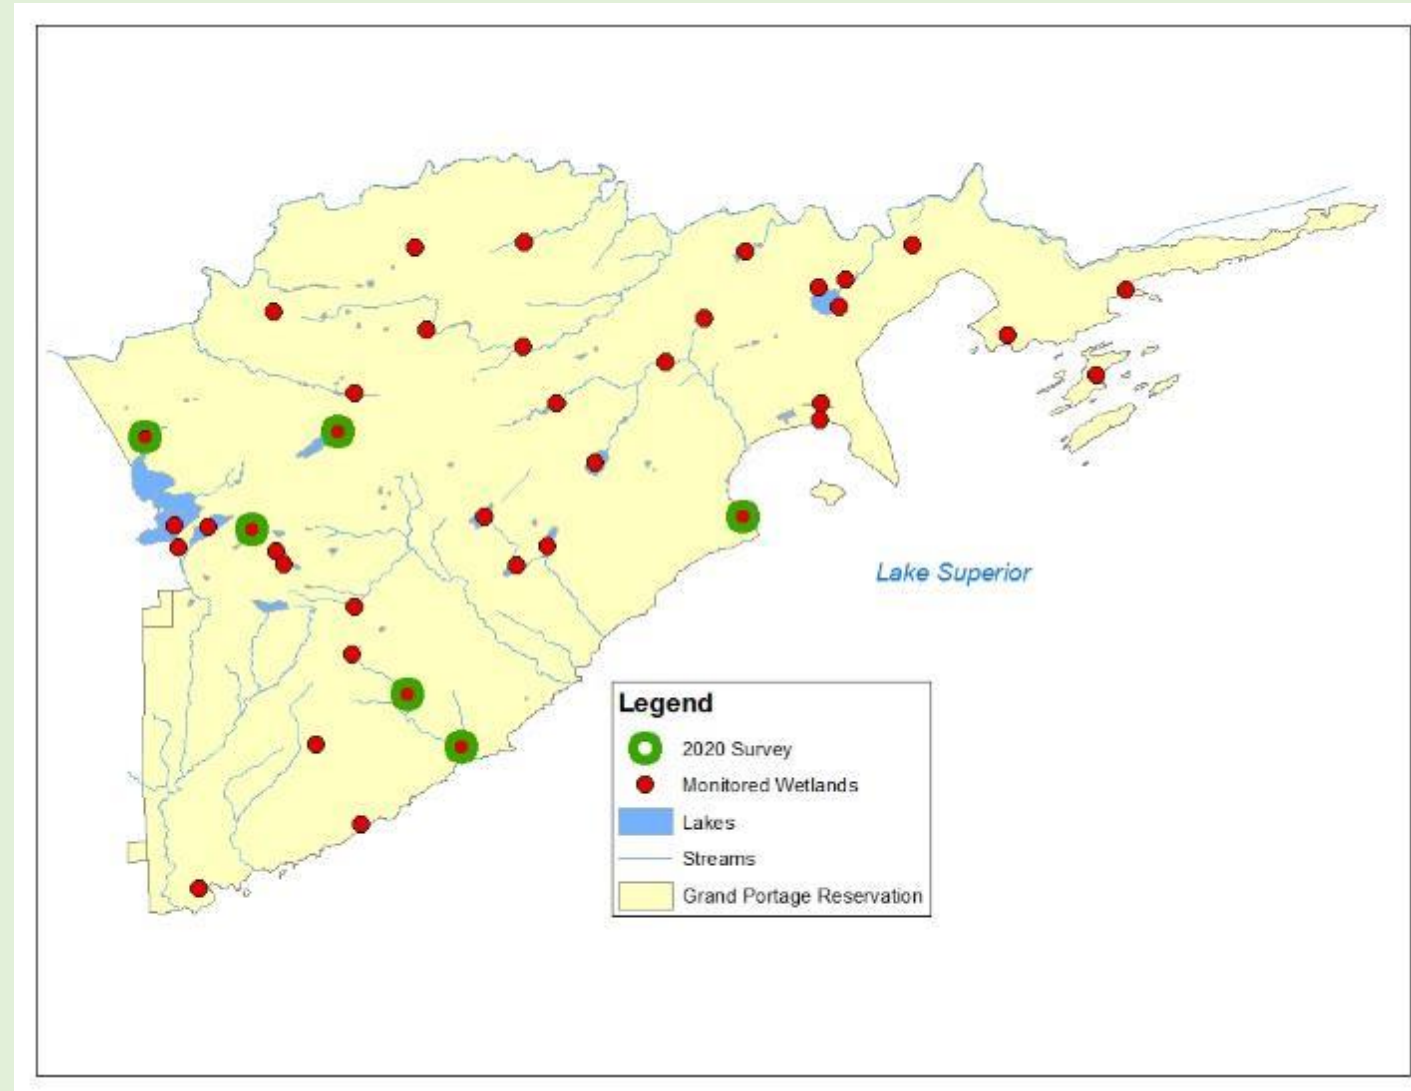 Lake Superior
Legend
2020 Survey
Monitored Wetlands
Lakes
Streams
Grand Portage Reservation